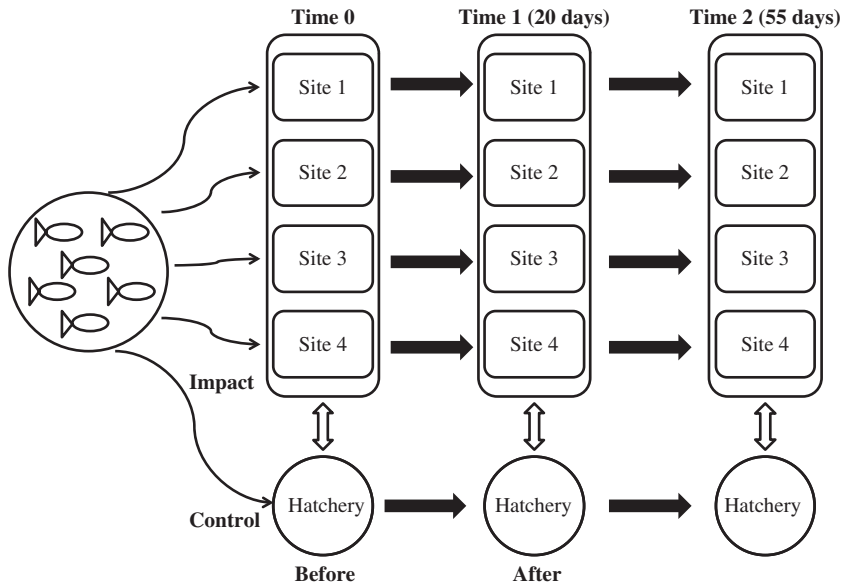 Time 0 Time 1 (20 days) Time 2 (55 days)
Site 1 Site 1 Site 1
Site 2 Site 2 Site 2
Site 3 Site 3 Site 3
Site 4 Site 4 Site 4
Impact
Hatchery Hatchery Hatchery
Control
Before After